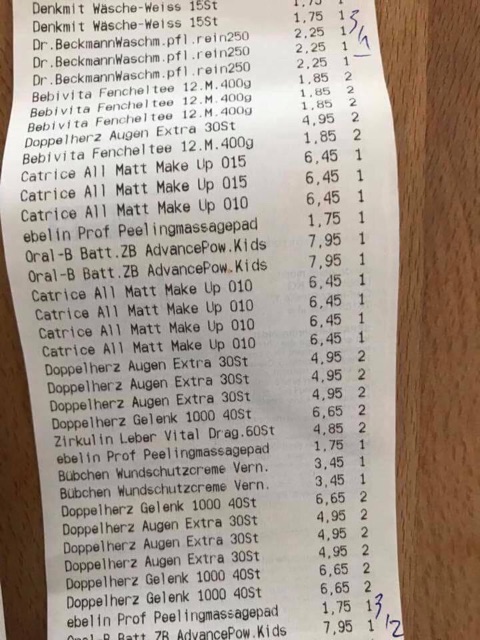 Denkmit Wäsche-Weiss 15St 1,75 1
Denkmit Wäsche-Weiss 15St 1,75 1
Dr.BeckmannWaschm.pfl.rein250 2,25 1
Dr.BeckmannWaschm.pfl.rein250 2,25 1
Dr.BeckmannWaschm.pfl.rein250 2,25 1
Bebivita Fencheltee 12.M.400g 1,85 2
Bebivita Fencheltee 12.M.400g 1,85 2
Bebivita Fencheltee 12.M.400g 1,85 2
Doppelherz Augen Extra 30St 4,95 2
Bebivita Fencheltee 12.M.400g 1,85 2
Catrice All Matt Make Up 015 6,45 1
Catrice All Matt Make Up 015 6,45 1
Catrice All Matt Make Up 010 6,45 1
ebelin Prof Peelingmassagepad 1,75 1
Oral-B Batt.ZB AdvancePow.Kids 7,95 1
Oral-B Batt.ZB AdvancePow.Kids 7,95 1
Catrice All Matt Make Up 010 6,45 1
Catrice All Matt Make Up 010 6,45 1
Catrice All Matt Make Up 010 6,45 1
Catrice All Matt Make Up 010 6,45 1
Doppelherz Augen Extra 30St 4,95 2
Doppelherz Augen Extra 30St 4,95 2
Doppelherz Augen Extra 30St 4,95 2
Doppelherz Gelenk 1000 40St 6,65 2
Zirkulin Leber Vital Drag.60St 4,85 2
ebelin Prof Peelingmassagepad 1,75 1
Bübchen Wundschutzcreme Vern. 3,45 1
Bübchen Wundschutzcreme Vern. 3,45 1
Doppelherz Gelenk 1000 40St 6,65 2
Doppelherz Augen Extra 30St 4,95 2
Doppelherz Augen Extra 30St 4,95 2
Doppelherz Augen Extra 30St 4,95 2
Doppelherz Gelenk 1000 40St 6,65 2
Doppelherz Gelenk 1000 40St 6,65 2
ebelin Prof Peelingmassagepad 1,75 1
Oral-B Batt.ZB AdvancePow.Kids 7,95 1